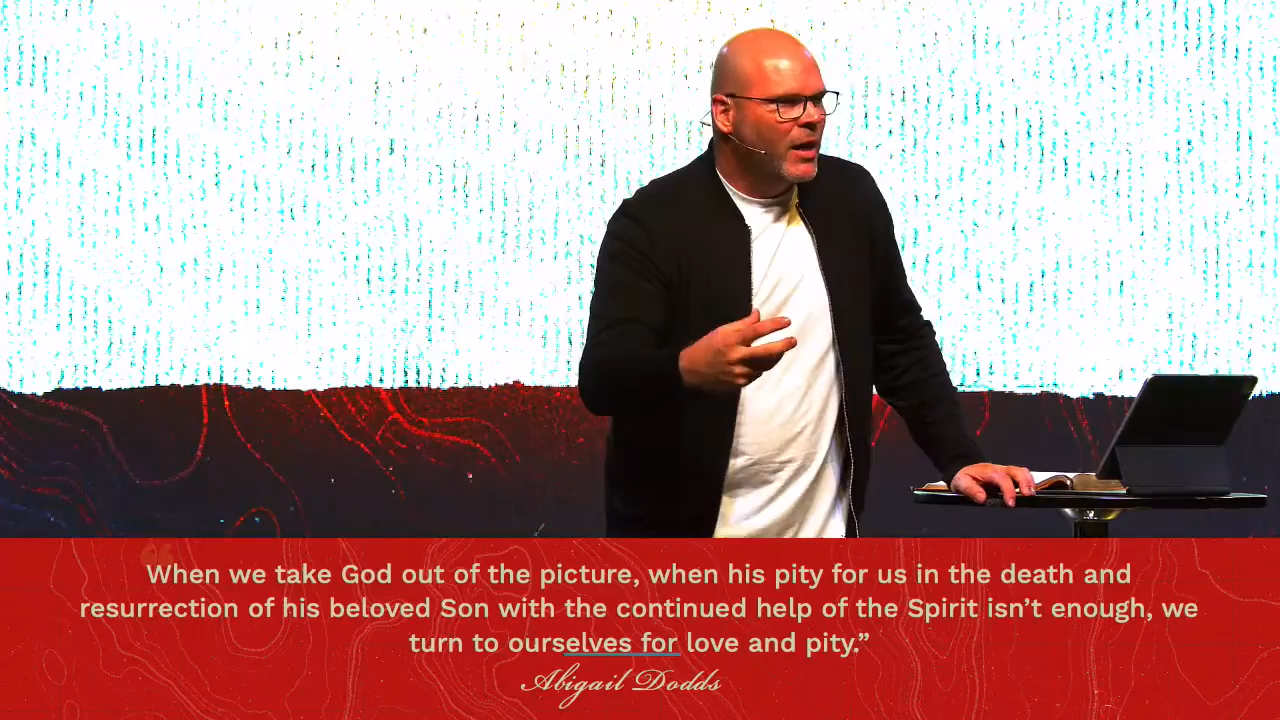 “
When we take God out of the picture, when his pity for us in the death and
resurrection of his beloved Son with the continued help of the Spirit isn’t enough, we
turn to ourselves for love and pity.”
Abigail Dodds